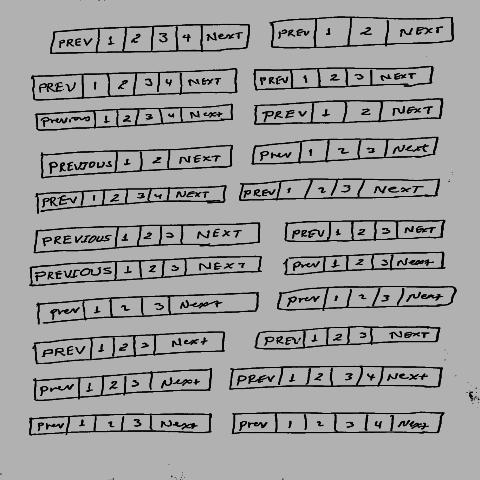 PREV 1 2 3 4 NEXT PREV 1 2 NEXT
PREV 1 2 3 4 NEXT PREV 1 2 3 NEXT
Previous 1 2 3 4 Next PREV 1 2 NEXT
PREVIOUS 1 2 NEXT Prev 1 2 3 Next
PREV 1 2 3 4 NEXT PREV 1 2 3 NEXT
PREVIOUS 1 2 3 NEXT PREV 1 2 3 NEXT
PREVIOUS 1 2 3 NEXT Prev 1 2 3 Next
Prev 1 2 3 Next Prev 1 2 3 Next
PREV 1 2 3 Next PREV 1 2 3 NEXT
Prev 1 2 3 Next PREV 1 2 3 4 Next
Prev 1 2 3 Next Prev 1 2 3 4 Next